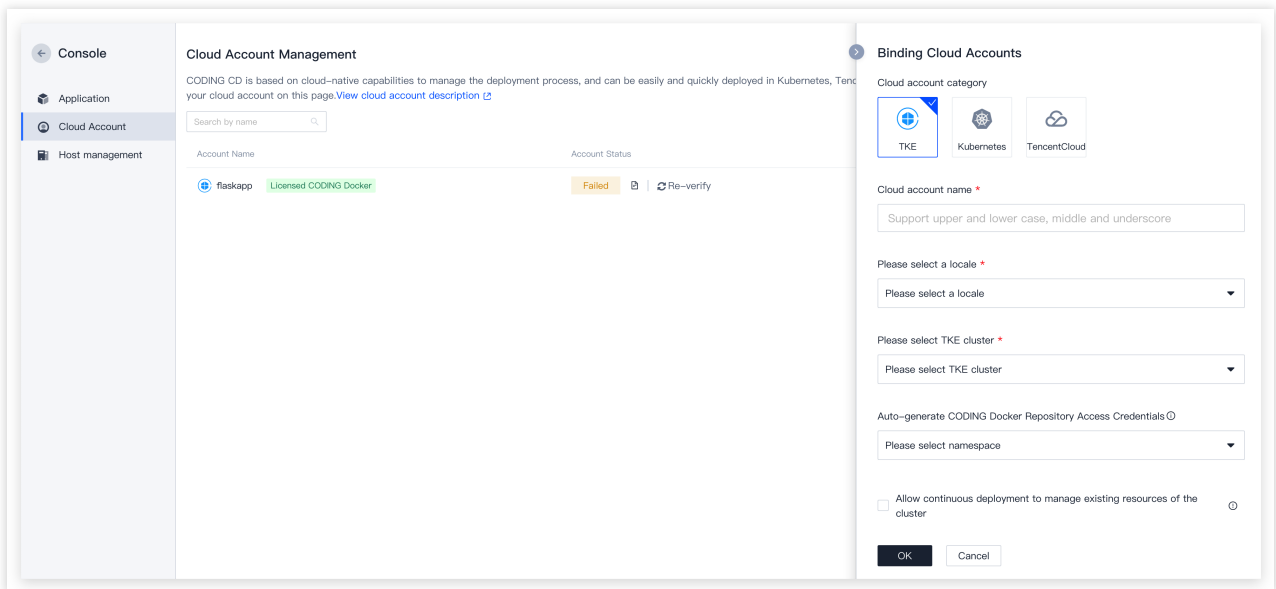 Console
Application
Cloud Account
Host management
Cloud Account Management
CODING CD is based on cloud-native capabilities to manage the deployment process, and can be easily and quickly deployed in Kubernetes, Tenc
your cloud account on this page.View cloud account description
Search by name
Account Name
Account Status
flaskapp
Licensed CODING Docker
Failed
Re-verify
Binding Cloud Accounts
Cloud account category
TKE
Kubernetes
TencentCloud
Cloud account name *
Support upper and lower case, middle and underscore
Please select a locale *
Please select a locale
Please select TKE cluster *
Please select TKE cluster
Auto-generate CODING Docker Repository Access Credentials
Please select namespace
Allow continuous deployment to manage existing resources of the
cluster
OK
Cancel